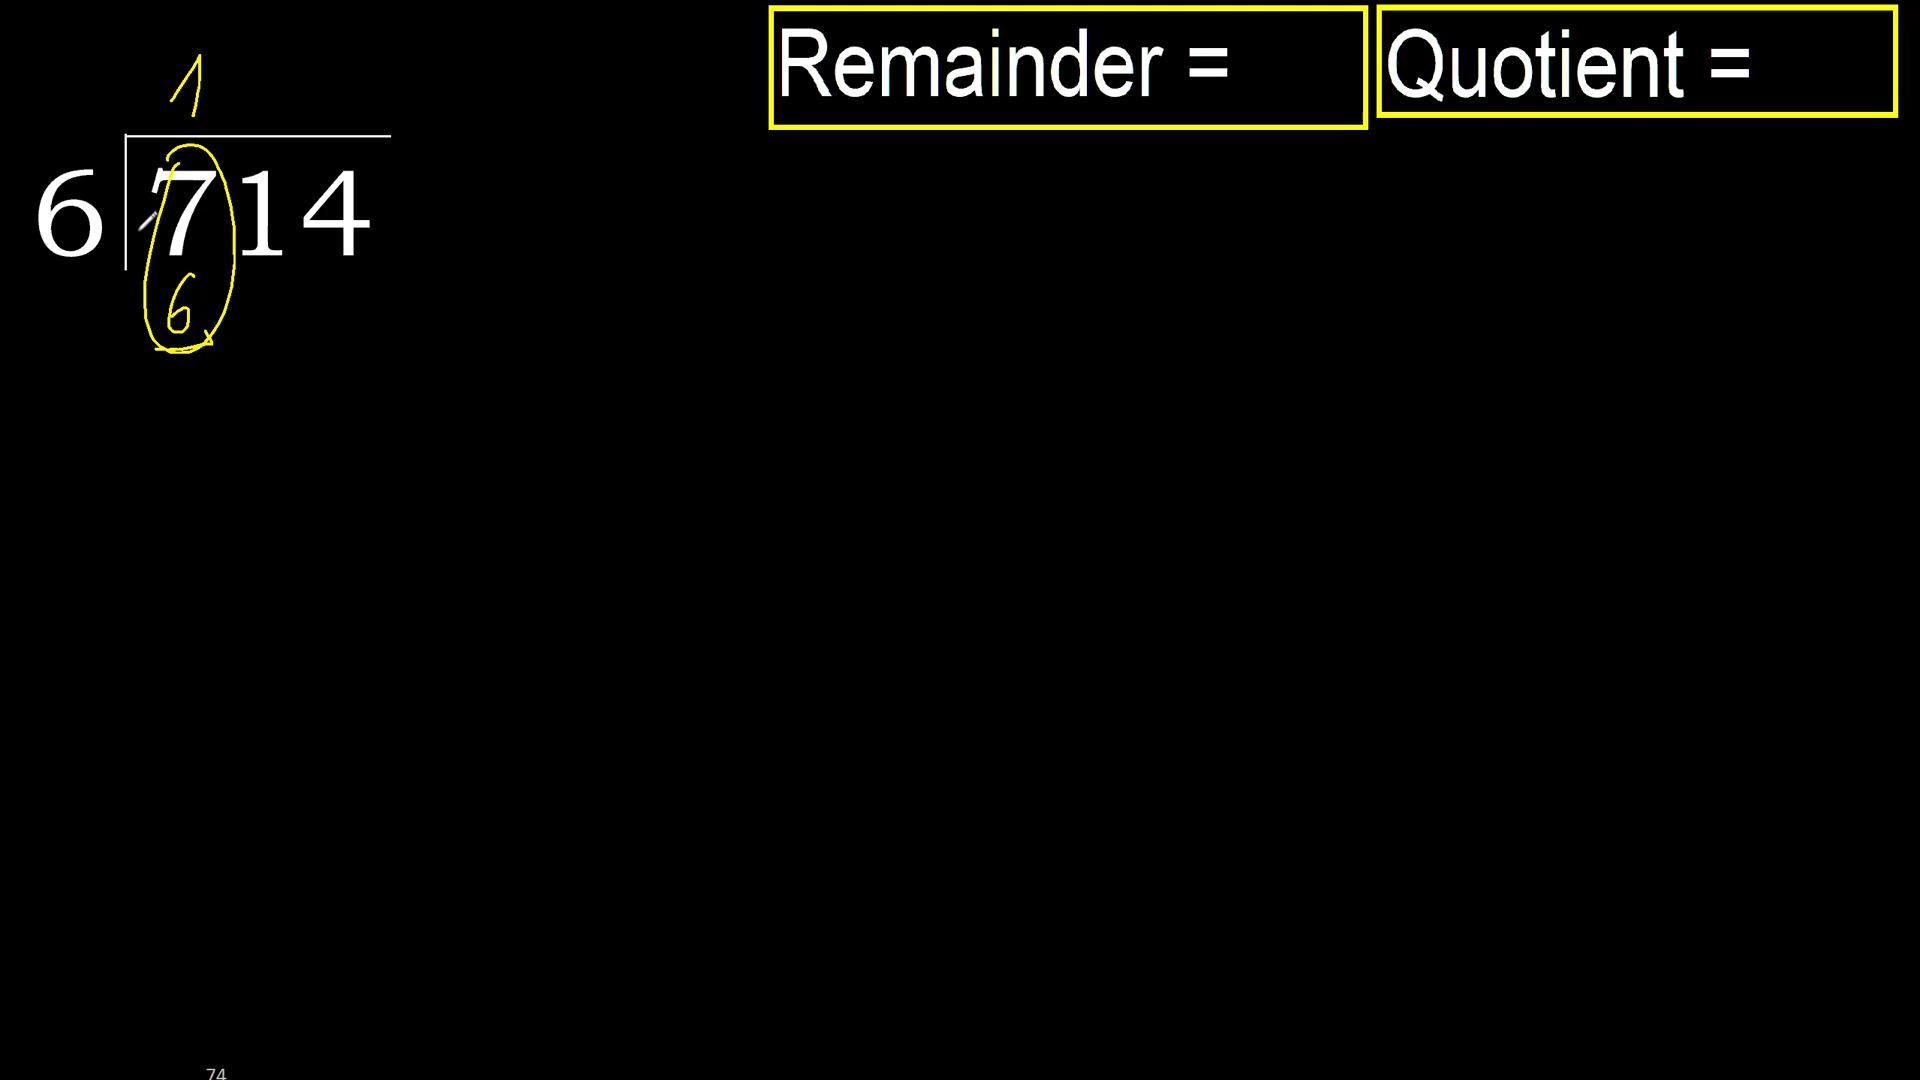 1
6 714
6
Remainder =
Quotient =
74